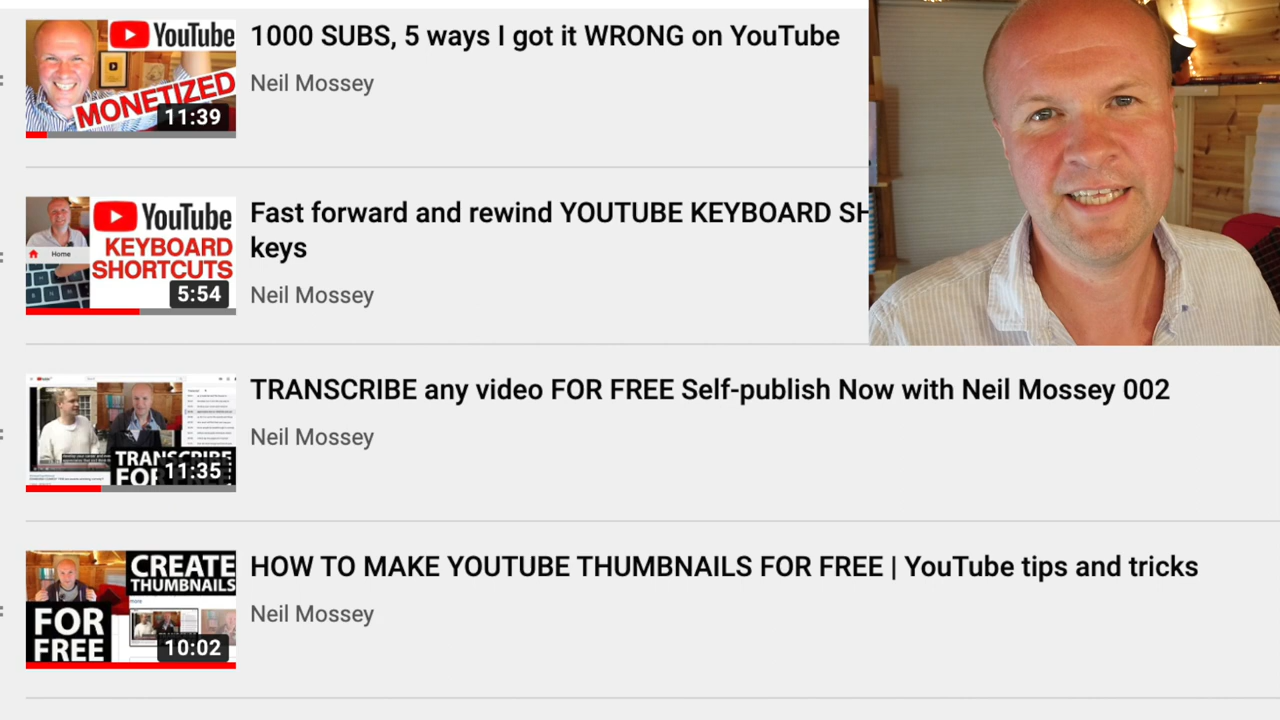 YouTube
MONETIZED
11:39
1000 SUBS, 5 ways I got it WRONG on YouTube
Neil Mossey
YouTube
KEYBOARD
SHORTCUTS
Home
5:54
Fast forward and rewind YOUTUBE KEYBOARD SH
keys
Neil Mossey
TRANSCRIBE
FOR
11:35
TRANSCRIBE any video FOR FREE Self-publish Now with Neil Mossey 002
Neil Mossey
CREATE
THUMBNAILS
FOR
FREE
10:02
HOW TO MAKE YOUTUBE THUMBNAILS FOR FREE | YouTube tips and tricks
Neil Mossey